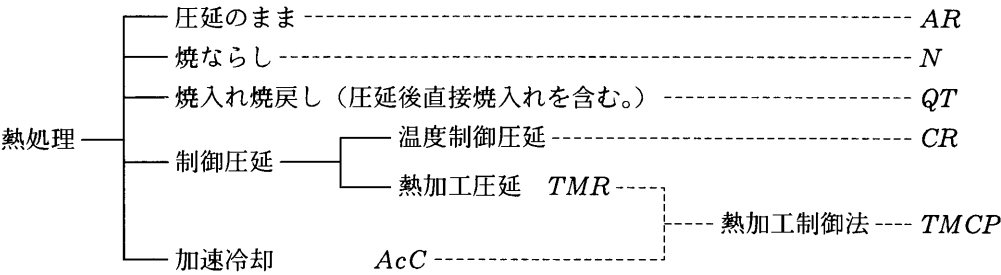 圧延のまま AR
焼ならし N
焼入れ焼戻し（圧延後直接焼入れを含む。） QT
熱処理
温度制御圧延 CR
制御圧延
熱加工圧延 TMR
熱加工制御法 TMCP
加速冷却 AcC